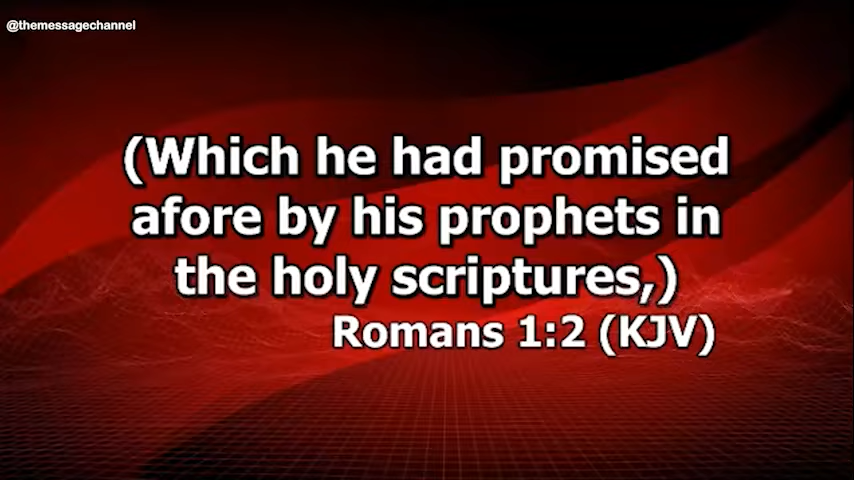 @themessagechannel
(Which he had promised
afore by his prophets in
the holy scriptures,)
Romans 1:2 (KJV)